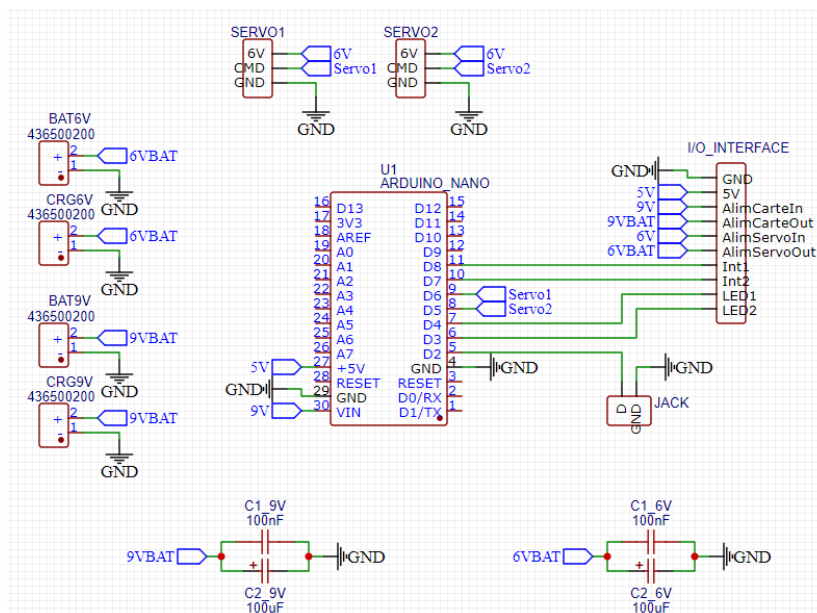 SERVO1
6V
CMD
GND
6V
Servo1
GND
SERVO2
6V
CMD
GND
6V
Servo2
GND
BAT6V
436500200
+
2
1
6VBAT
GND
CRG6V
436500200
+
2
1
6VBAT
GND
BAT9V
436500200
+
2
1
9VBAT
GND
CRG9V
436500200
+
2
1
9VBAT
GND
U1
ARDUINO_NANO
16 D13 D12 15
17 3V3 D11 14
18 AREF D10 13
19 A0 D9 12
20 A1 D8 11
21 A2 D7 10
22 A3 D6 9 Servo1
23 A4 D5 8 Servo2
24 A5 D4 7
25 A6 D3 6
26 A7 D2 5
5V 27 +5V GND 4 GND
28 RESET RESET 3
GND 29 GND D0/RX 2
9V 30 VIN D1/TX 1
I/O_INTERFACE
GND GND
5V 5V
9V AlimCarteIn
9VBAT AlimCarteOut
6V AlimServoIn
6VBAT AlimServoOut
Int1
Int2
LED1
LED2
GND
D
GND
JACK
C1_9V
100nF
9VBAT
GND
+
C2_9V
100uF
C1_6V
100nF
6VBAT
GND
+
C2_6V
100uF